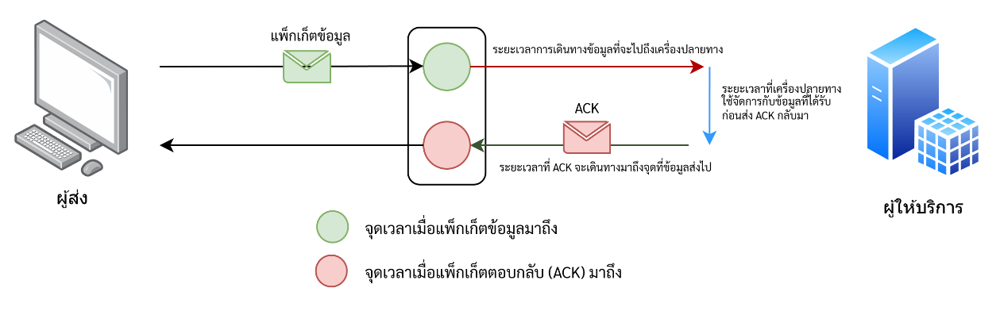 แพ็กเก็ตข้อมูล
ระยะเวลาการเดินทางข้อมูลที่จะไปถึงเครื่องปลายทาง
ระยะเวลาที่เครื่องปลายทาง
ใช้จัดการกับข้อมูลที่ได้รับ
ก่อนส่ง ACK กลับมา
ACK
ระยะเวลาที่ ACK จะเดินทางมาถึงจุดที่ข้อมูลส่งไป
ผู้ส่ง
ผู้ให้บริการ
จุดเวลาเมื่อแพ็กเก็ตข้อมูลมาถึง
จุดเวลาเมื่อแพ็กเก็ตตอบกลับ (ACK) มาถึง